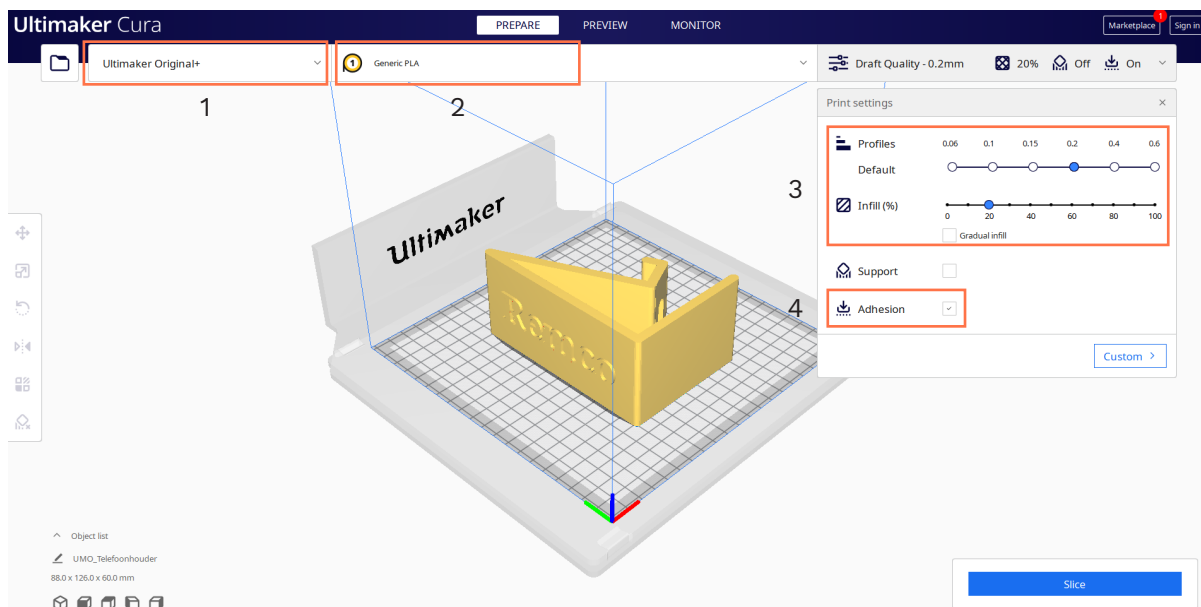 Ultimaker Cura
PREPARE PREVIEW MONITOR
Marketplace 1 Sign in
Ultimaker Original+
1 Generic PLA
Draft Quality - 0.2mm 20% Off On
1
2
Print settings ×
Profiles 0.06 0.1 0.15 0.2 0.4 0.6
Default
3
Infill (%)
0 20 40 60 80 100
Gradual infill
Support
4
Adhesion
Custom >
Ultimaker
Remco
Object list
UMO_Telefoonhouder
88.0 x 126.0 x 60.0 mm
Slice